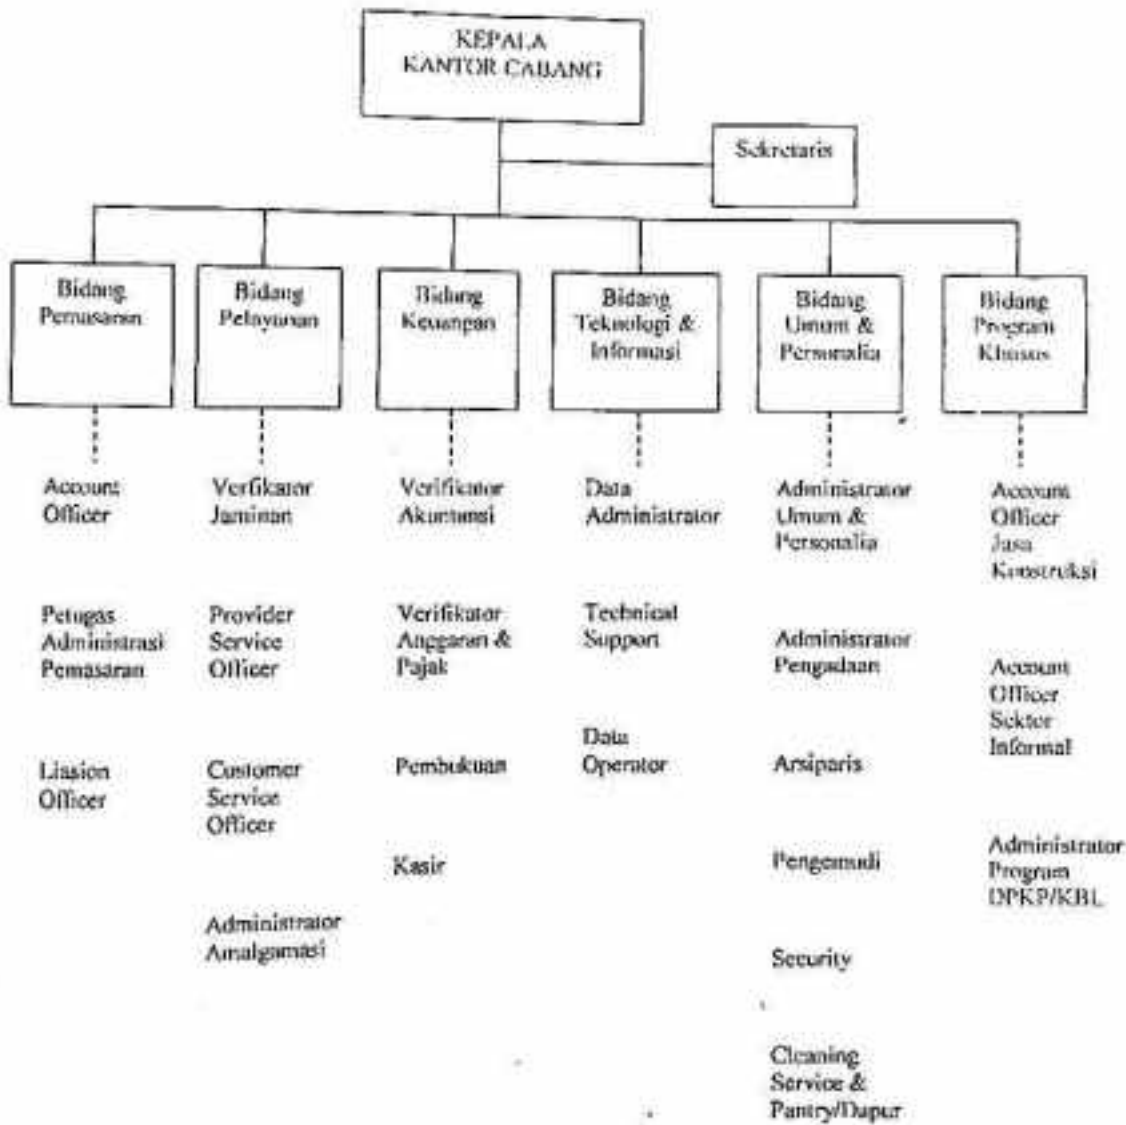 KEPALA
KANTOR CABANG
Sekretaris
Bidang
Pemasaran
Bidang
Pelayanan
Bidang
Keuangan
Bidang
Teknologi &
Informasi
Bidang
Umum &
Personalia
Bidang
Program
Khusus
Account
Officer
Petugas
Administrasi
Pemasaran
Liasion
Officer
Verfikator
Jaminan
Provider
Service
Officer
Customer
Service
Officer
Administrator
Amalgamasi
Verifikator
Akuntansi
Verifikator
Anggaran &
Pajak
Pembukuan
Kasir
Data
Administrator
Technical
Support
Data
Operator
Administrator
Umum &
Personalia
Administrator
Pengadaan
Arsiparis
Pengemudi
Security
Cleaning
Service &
Pantry/Dapur
Account
Officer
Jasa
Konstruksi
Account
Officer
Sektor
Informal
Administrator
Program
DPKP/KBL